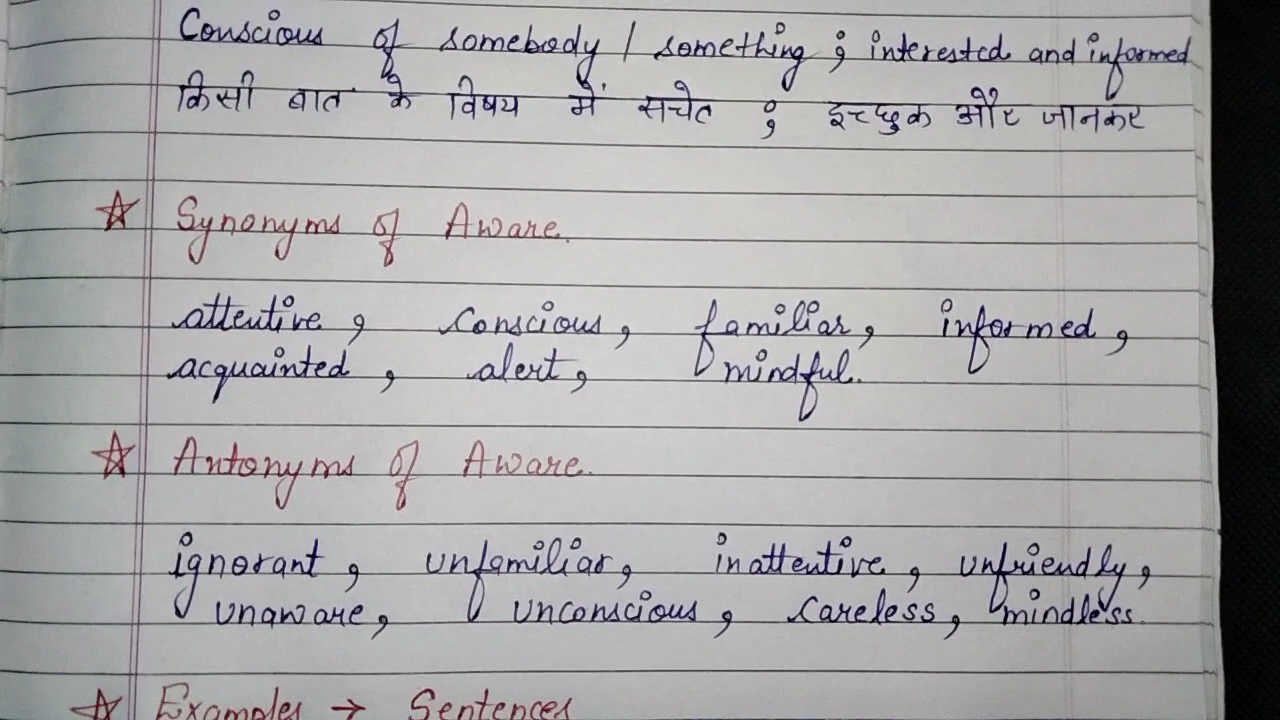 Conscious of somebody / something ; interested and informed
किसी बात के विषय में सचेत ; इच्छुक और जानकर
☆ Synonyms of Aware.
attentive, conscious, familiar, informed,
acquainted, alert, mindful.
☆ Antonyms of Aware.
ignorant, unfamiliar, inattentive, unfriendly,
unaware, unconscious, careless, mindless.
☆ Examples → Sentences